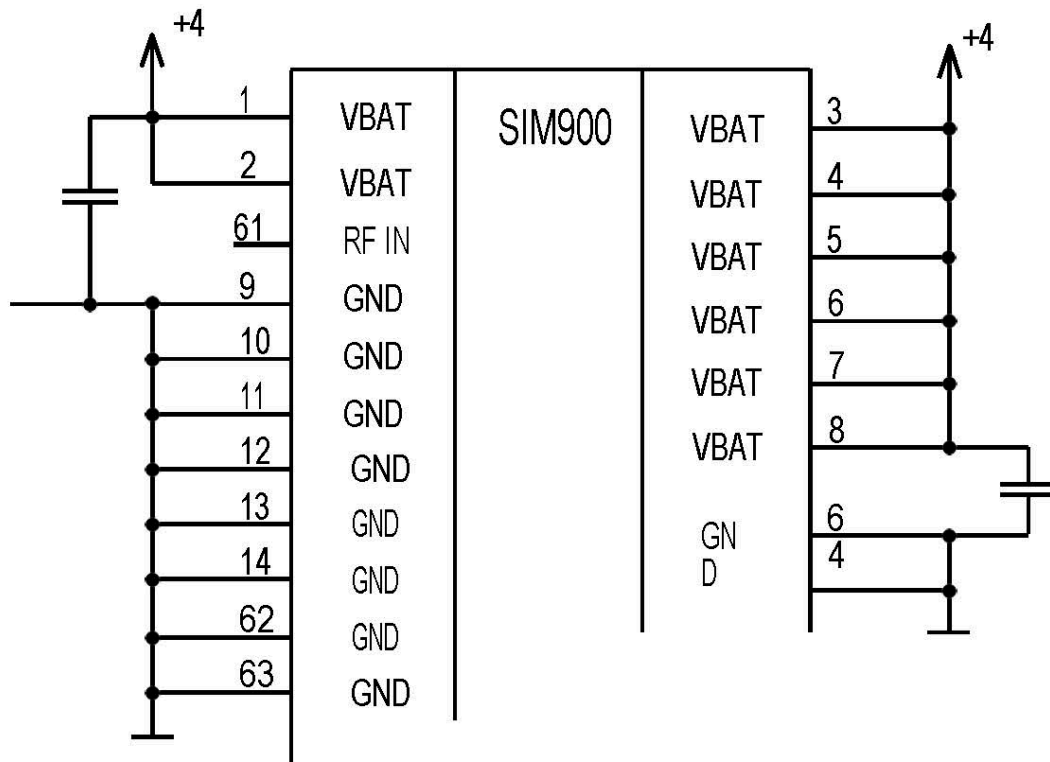 +4
+4
1
VBAT
SIM900
3
VBAT
2
VBAT
4
VBAT
61
RF IN
5
VBAT
9
GND
6
VBAT
10
GND
7
VBAT
11
GND
8
VBAT
12
GND
13
GND
6
4
GN
D
14
GND
62
GND
63
GND